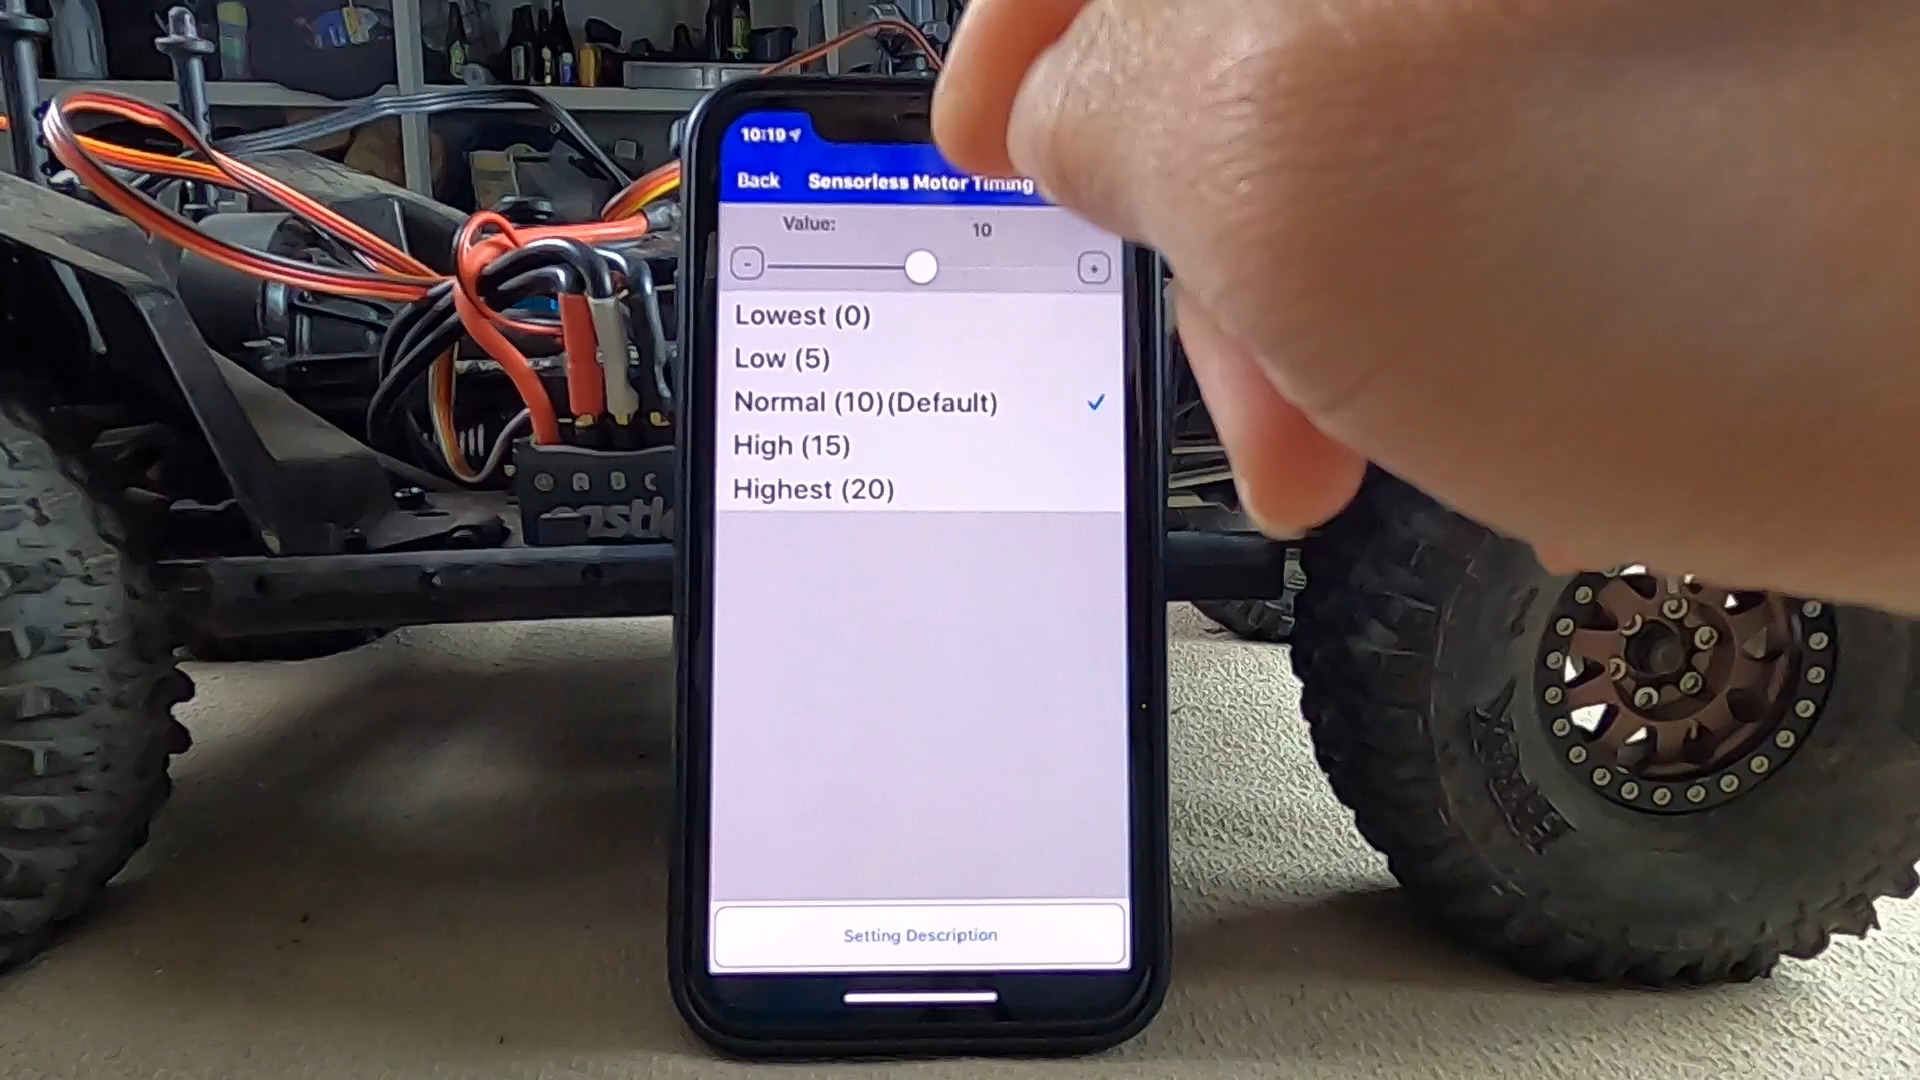 10:19
Back Sensorless Motor Timing
Value: 10
- +
Lowest (0)
Low (5)
Normal (10)(Default)
High (15)
Highest (20)
Setting Description
A B C